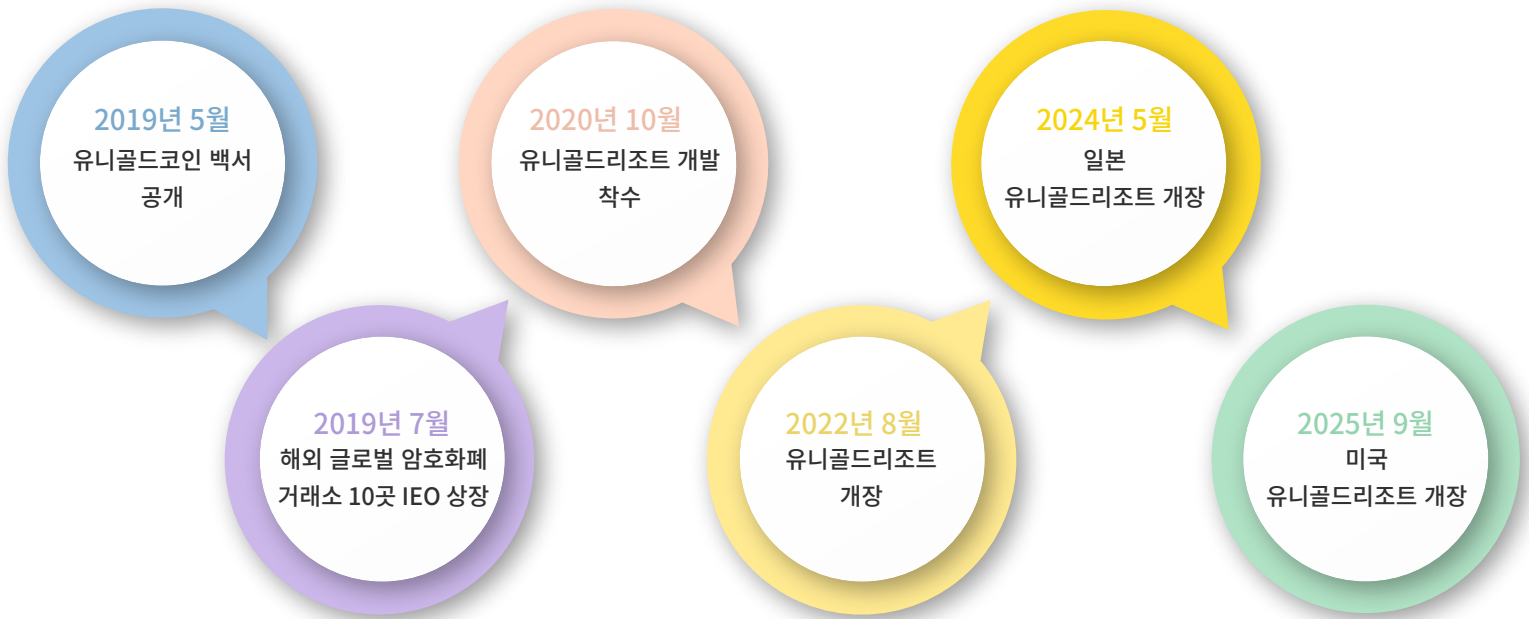 2019년 5월
유니골드코인 백서
공개
2019년 7월
해외 글로벌 암호화폐
거래소 10곳 IEO 상장
2020년 10월
유니골드리조트 개발
착수
2022년 8월
유니골드리조트
개장
2024년 5월
일본
유니골드리조트 개장
2025년 9월
미국
유니골드리조트 개장